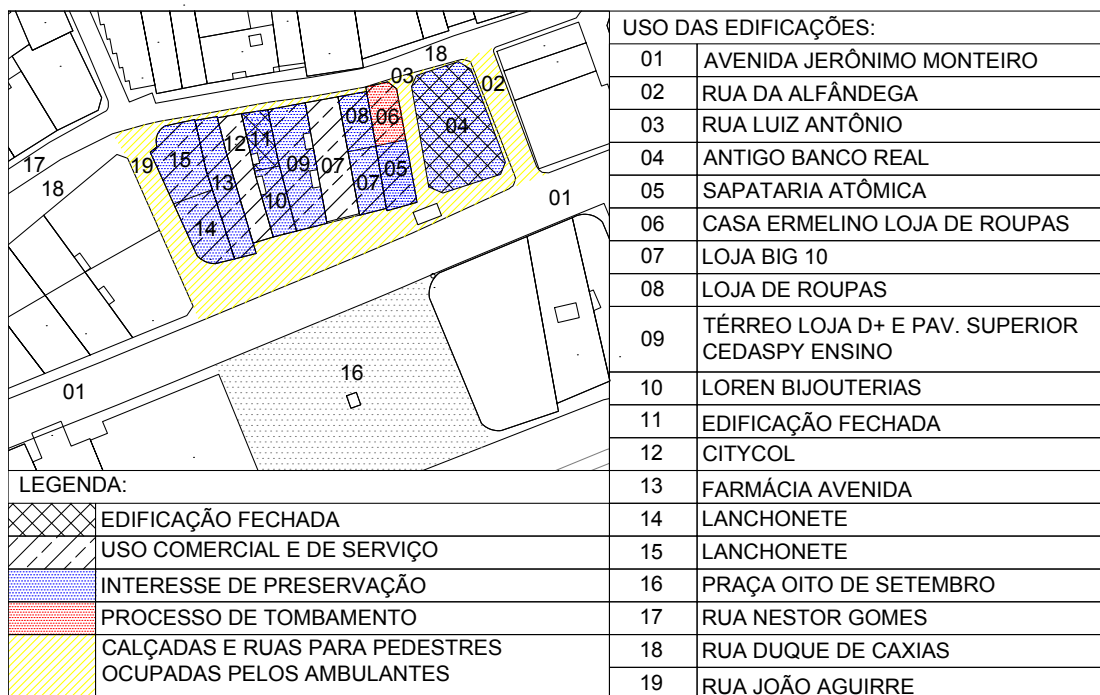 18
03
02
08
06
04
12
11
15
09
07
05
17
19
18
13
07
10
14
01
16
01
USO DAS EDIFICAÇÕES:
01 AVENIDA JERÔNIMO MONTEIRO
02 RUA DA ALFÂNDEGA
03 RUA LUIZ ANTÔNIO
04 ANTIGO BANCO REAL
05 SAPATARIA ATÔMICA
06 CASA ERMELINO LOJA DE ROUPAS
07 LOJA BIG 10
08 LOJA DE ROUPAS
09 TÉRREO LOJA D+ E PAV. SUPERIOR
CEDASPY ENSINO
10 LOREN BIJOUTERIAS
11 EDIFICAÇÃO FECHADA
12 CITYCOL
13 FARMÁCIA AVENIDA
14 LANCHONETE
15 LANCHONETE
16 PRAÇA OITO DE SETEMBRO
17 RUA NESTOR GOMES
18 RUA DUQUE DE CAXIAS
19 RUA JOÃO AGUIRRE
LEGENDA:
EDIFICAÇÃO FECHADA
USO COMERCIAL E DE SERVIÇO
INTERESSE DE PRESERVAÇÃO
PROCESSO DE TOMBAMENTO
CALÇADAS E RUAS PARA PEDESTRES
OCUPADAS PELOS AMBULANTES